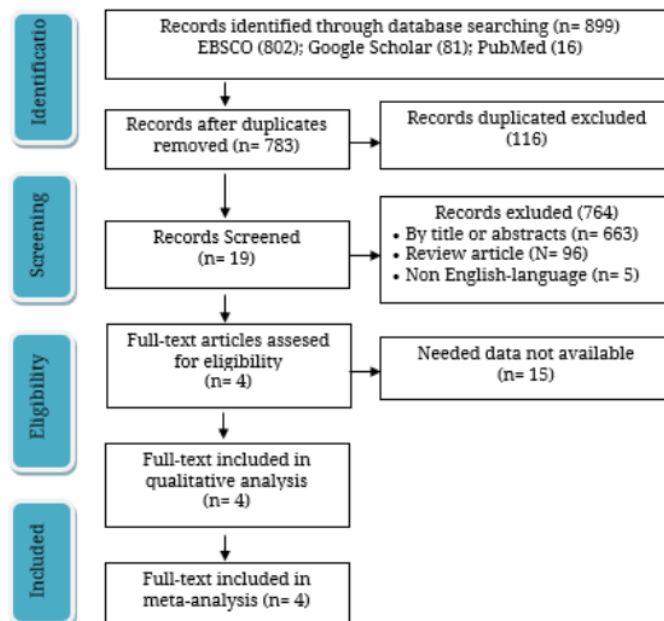 Identificatio
Records identified through database searching (n= 899)
EBSCO (802); Google Scholar (81); PubMed (16)
Records after duplicates
removed (n= 783)
Records duplicated excluded
(116)
Screening
Records Screened
(n= 19)
Records exluded (764)
• By title or abstracts (n= 663)
• Review article (N= 96)
• Non English-language (n= 5)
Eligibility
Full-text articles assesed
for eligibility
(n= 4)
Needed data not available
(n= 15)
Full-text included in
qualitative analysis
(n= 4)
Included
Full-text included in
meta-analysis (n= 4)